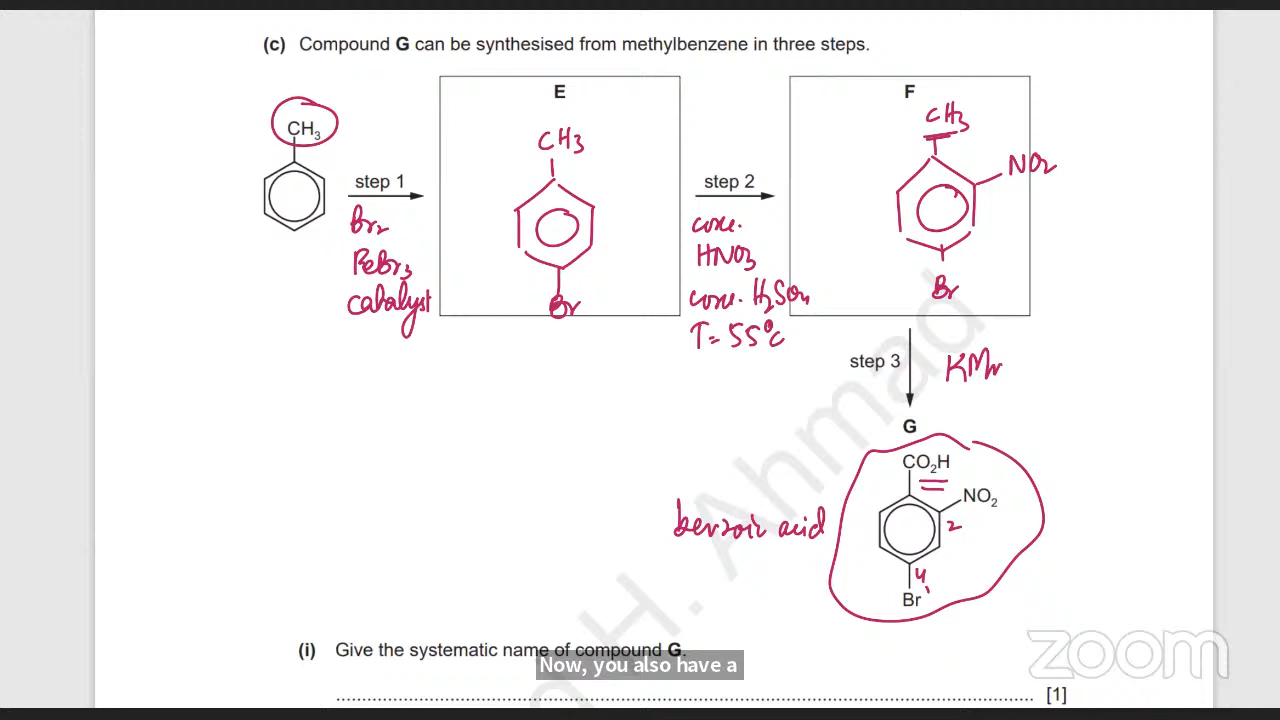 (c) Compound G can be synthesised from methylbenzene in three steps.
E
F
CH3
CH3
CH3
NO2
step 1
step 2
Br2
FeBr3
catalyst
conc.
HNO3
conc. H2SO4
T = 55°C
Br
Br
step 3
KMn
G
CO2H
NO2
2
4
Br
benzoic acid
H. Ahmad
zoom
(i) Give the systematic name of compound G.
Now, you also have a
[1]